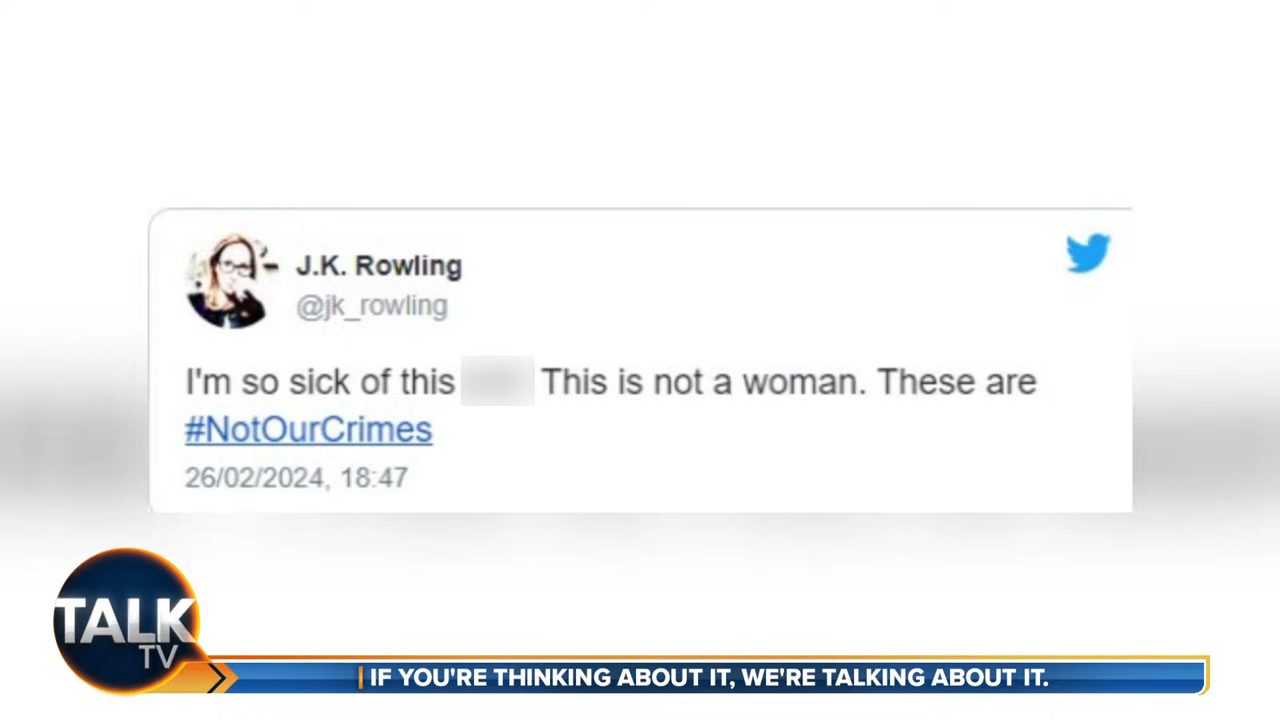 J.K. Rowling
@jk_rowling
I'm so sick of this This is not a woman. These are
#NotOurCrimes
26/02/2024, 18:47
TALK
TV
IF YOU'RE THINKING ABOUT IT, WE'RE TALKING ABOUT IT.